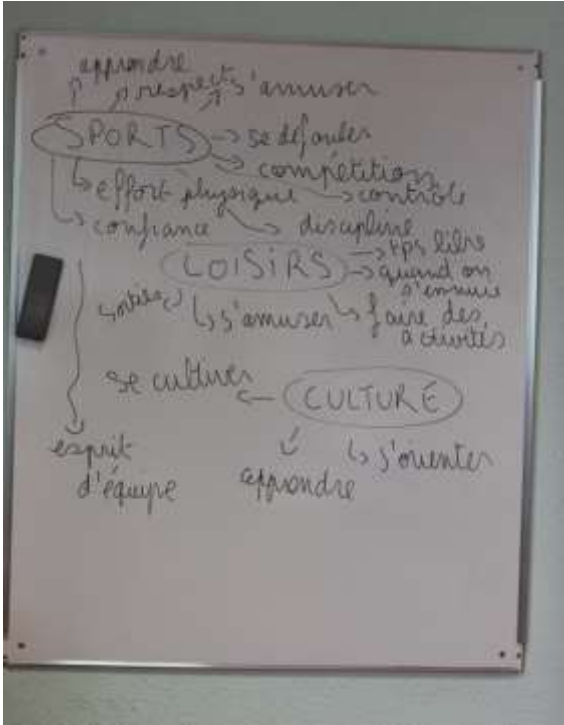 apprendre
respect s'amuser
SPORTS → se défouler
→ compétition
effort physique → contrôle
confiance → discipline
LOISIRS → tps libre
→ quand on
s'ennuie
sorties s'amuser faire des
activités
se cultiver ← CULTURE
esprit
d'équipe
apprendre s'orienter